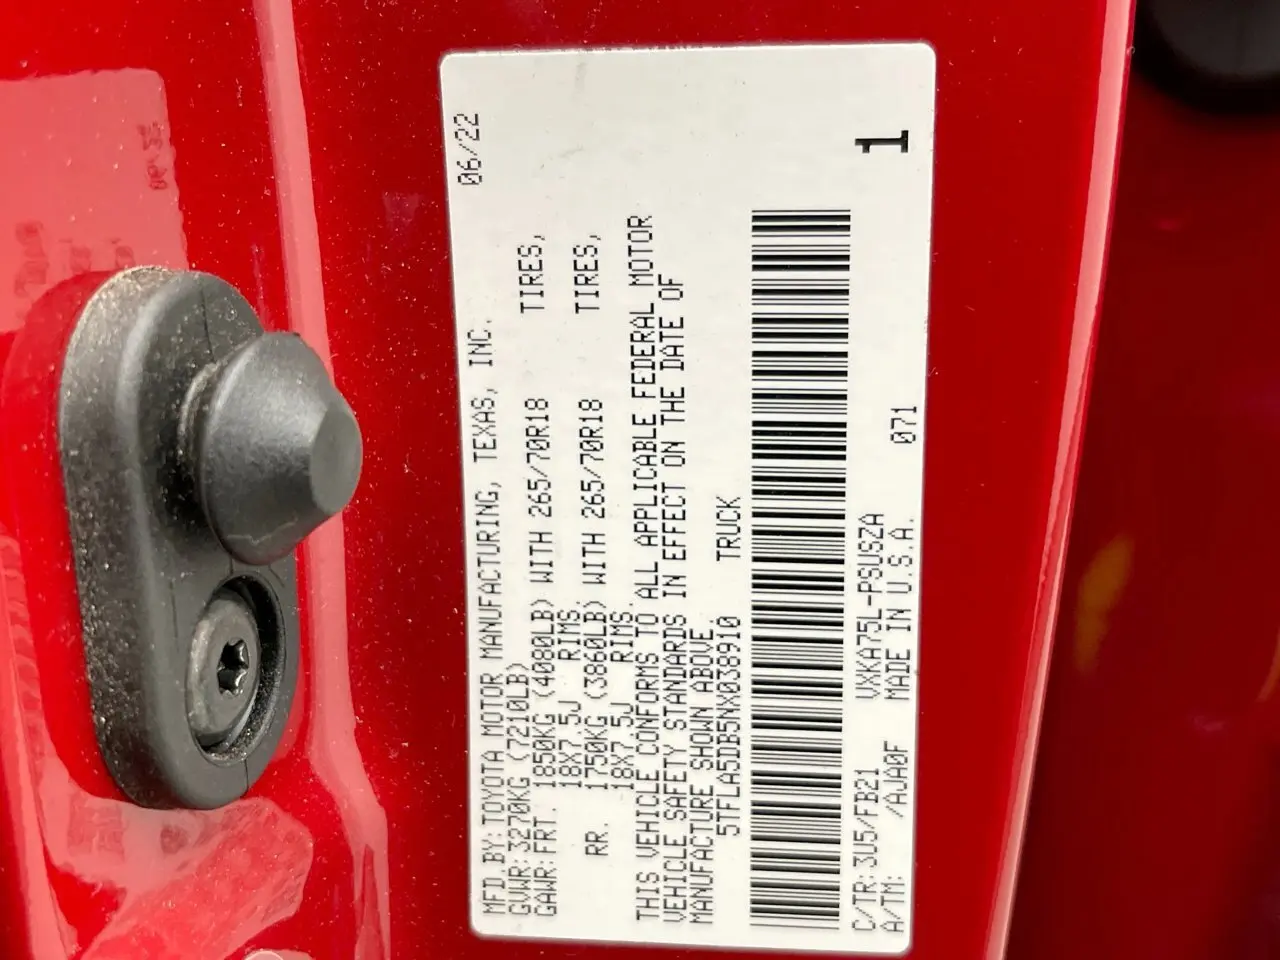 MFD.BY:TOYOTA MOTOR MANUFACTURING, TEXAS, INC. 06/22
GVWR:3270KG (7210LB)
GAWR:FRT. 1850KG (4080LB) WITH 265/70R18 TIRES,
18X7.5J RIMS.
RR. 1750KG (3860LB) WITH 265/70R18 TIRES,
18X7.5J RIMS.
THIS VEHICLE CONFORMS TO ALL APPLICABLE FEDERAL MOTOR
VEHICLE SAFETY STANDARDS IN EFFECT ON THE DATE OF
MANUFACTURE SHOWN ABOVE.
5TFLA5DB5NX038910 TRUCK
C/TR:3U5/FB21 VXKA75L-PSUSZA 071 1
A/TM: /AJA0F MADE IN U.S.A.